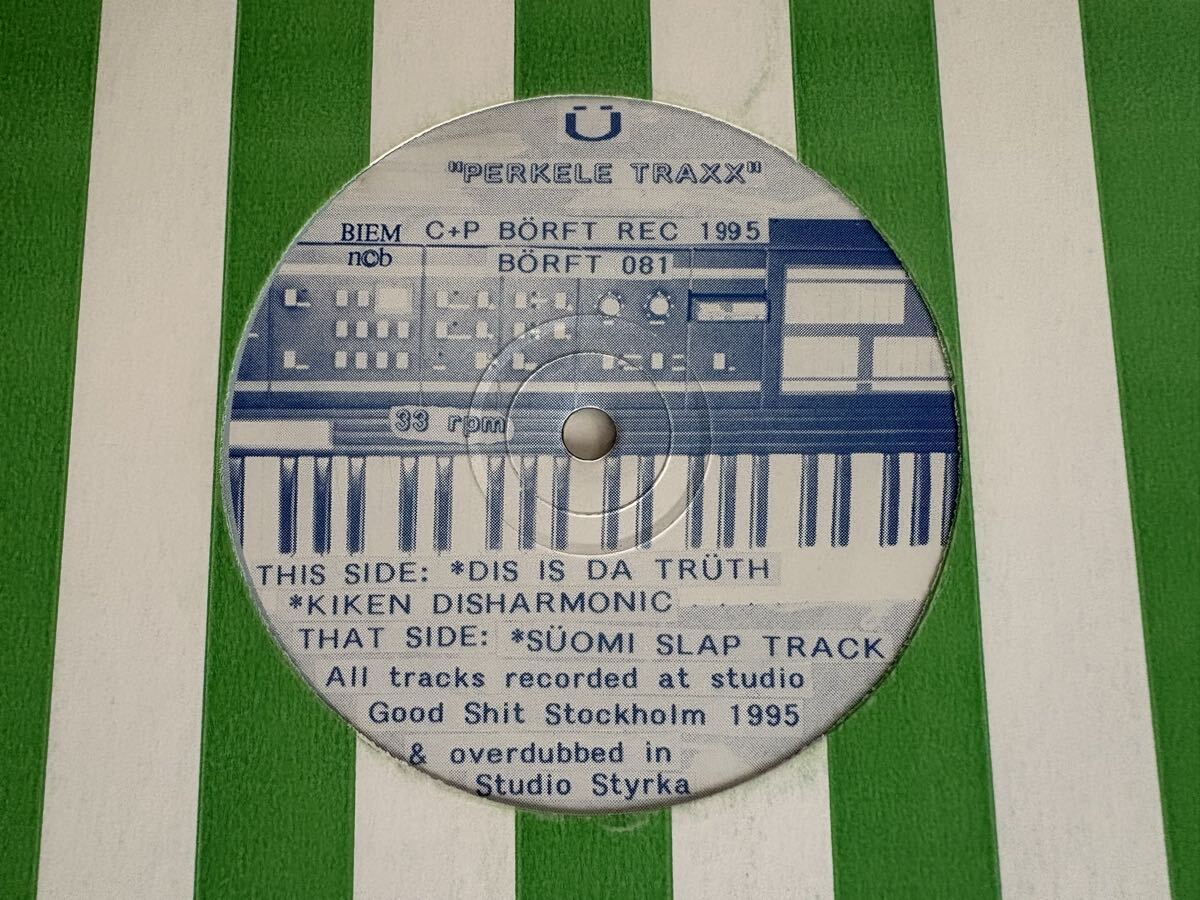 Ü
"PERKELE TRAXX"
BIEM C+P BÖRFT REC 1995
n©b BÖRFT 081
33 rpm
THIS SIDE: *DIS IS DA TRÜTH
*KIKEN DISHARMONIC
THAT SIDE: *SÜOMI SLAP TRACK
All tracks recorded at studio
Good Shit Stockholm 1995
& overdubbed in
Studio Styrka